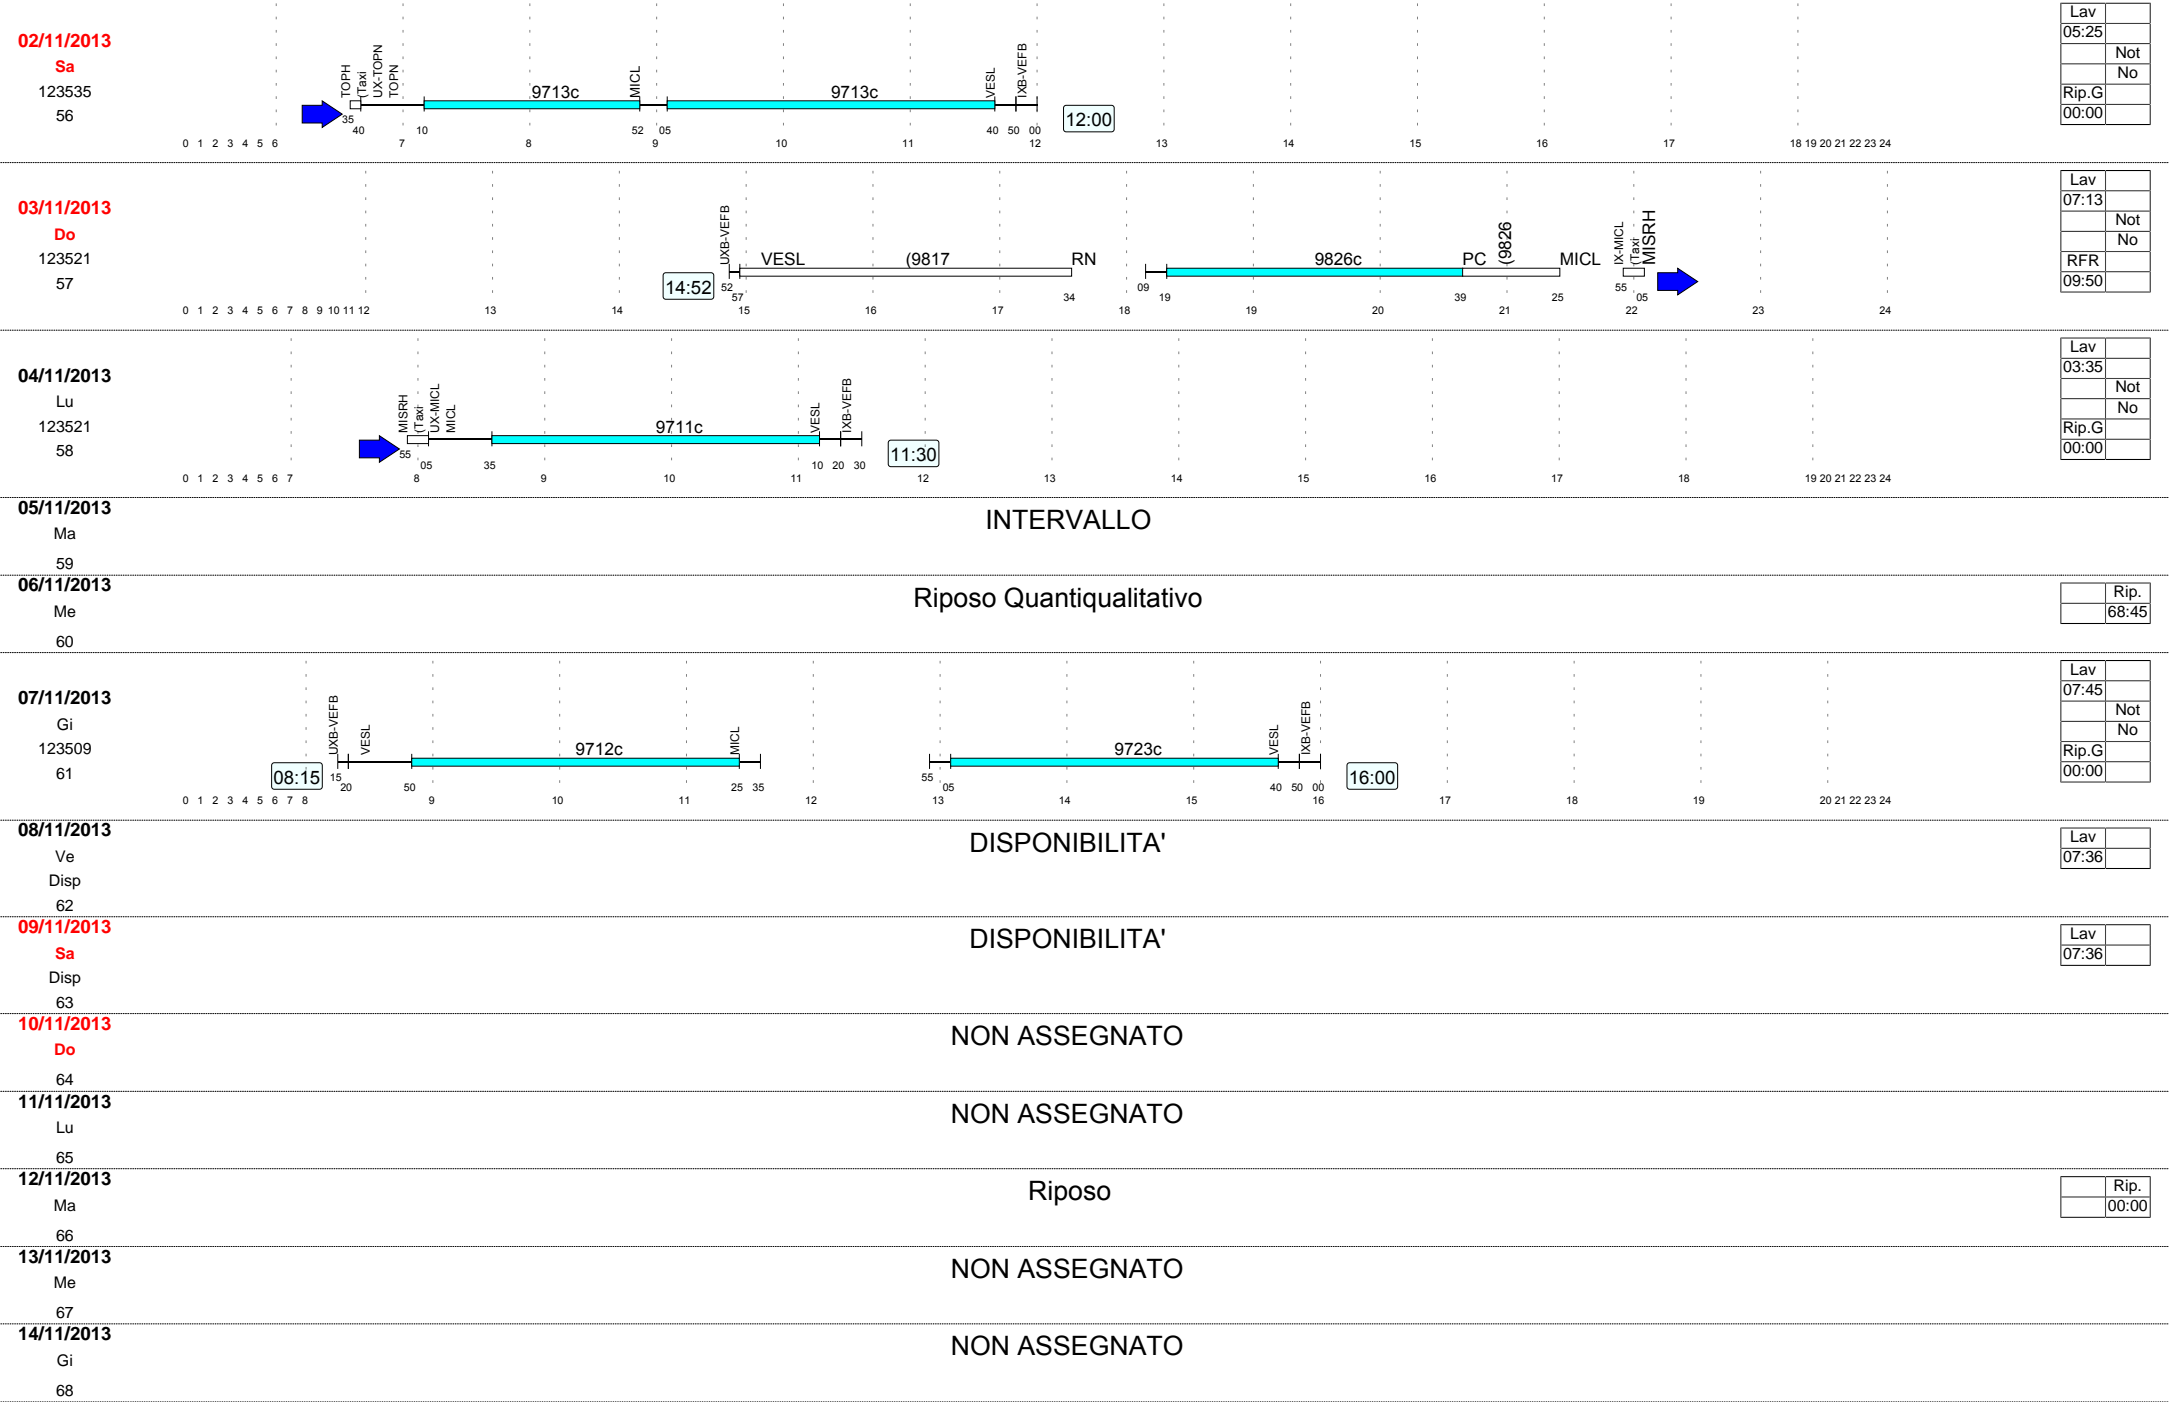 02/11/2013
Sa
123535
56
TOPH
(Taxi
UX-TOPN
TOPN
9713c
MICL
9713c
VESL
IXB-VEFB
35
40
10
52
05
40
50
00
12:00
0 1 2 3 4 5 6 7 8 9 10 11 12 13 14 15 16 17 18 19 20 21 22 23 24
Lav
05:25
Not
No
Rip.G
00:00
03/11/2013
Do
123521
57
14:52
UXB-VEFB
VESL
(9817
RN
9826c
PC
(9826
MICL
IX-MICL
(Taxi
MISRH
52
57
34
09
19
39
25
55
05
0 1 2 3 4 5 6 7 8 9 10 11 12 13 14 15 16 17 18 19 20 21 22 23 24
Lav
07:13
Not
No
RFR
09:50
04/11/2013
Lu
123521
58
MISRH
(Taxi
UX-MICL
MICL
9711c
VESL
IXB-VEFB
55
05
35
10
20
30
11:30
0 1 2 3 4 5 6 7 8 9 10 11 12 13 14 15 16 17 18 19 20 21 22 23 24
Lav
03:35
Not
No
Rip.G
00:00
05/11/2013
Ma
59
INTERVALLO
06/11/2013
Me
60
Riposo Quantiqualitativo
Rip.
68:45
07/11/2013
Gi
123509
61
08:15
UXB-VEFB
VESL
9712c
MICL
9723c
VESL
IXB-VEFB
15
20
50
25
35
55
05
40
50
00
16:00
0 1 2 3 4 5 6 7 8 9 10 11 12 13 14 15 16 17 18 19 20 21 22 23 24
Lav
07:45
Not
No
Rip.G
00:00
08/11/2013
Ve
Disp
62
DISPONIBILITA'
Lav
07:36
09/11/2013
Sa
Disp
63
DISPONIBILITA'
Lav
07:36
10/11/2013
Do
64
NON ASSEGNATO
11/11/2013
Lu
65
NON ASSEGNATO
12/11/2013
Ma
66
Riposo
Rip.
00:00
13/11/2013
Me
67
NON ASSEGNATO
14/11/2013
Gi
68
NON ASSEGNATO